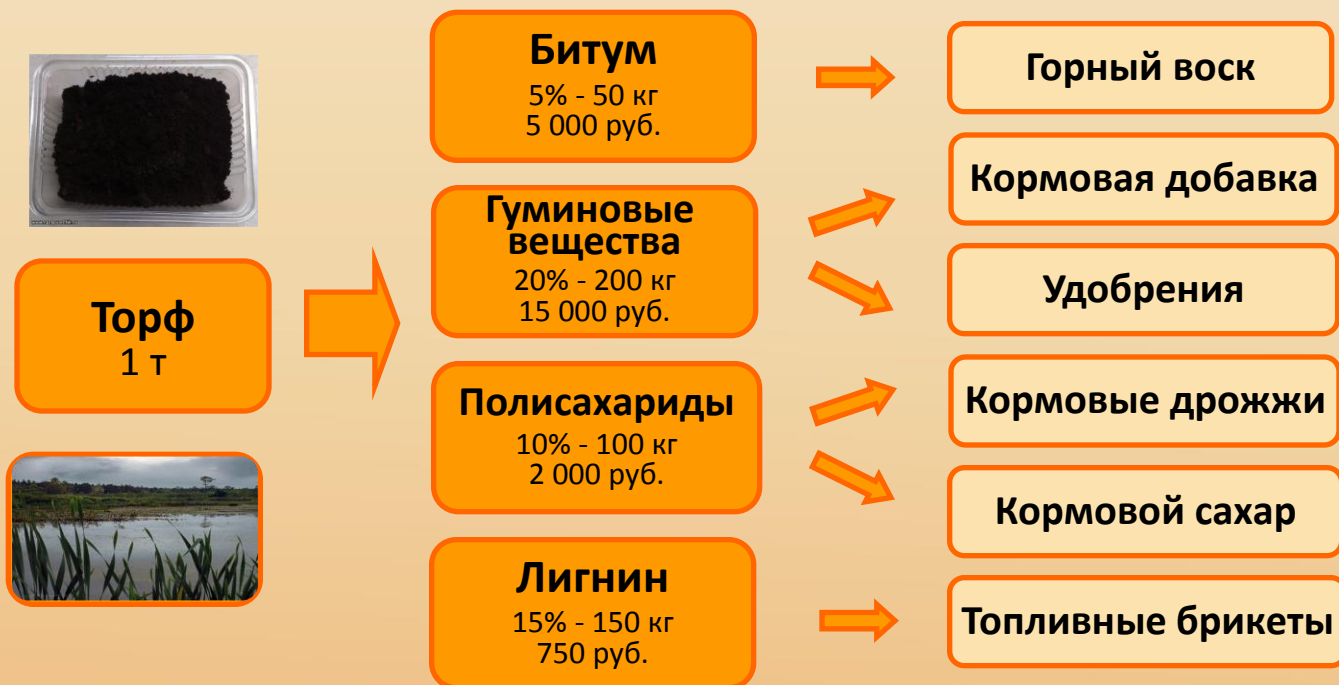 Торф
1 т
Битум
5% - 50 кг
5 000 руб.
Гуминовые
вещества
20% - 200 кг
15 000 руб.
Полисахариды
10% - 100 кг
2 000 руб.
Лигнин
15% - 150 кг
750 руб.
Горный воск
Кормовая добавка
Удобрения
Кормовые дрожжи
Кормовой сахар
Топливные брикеты